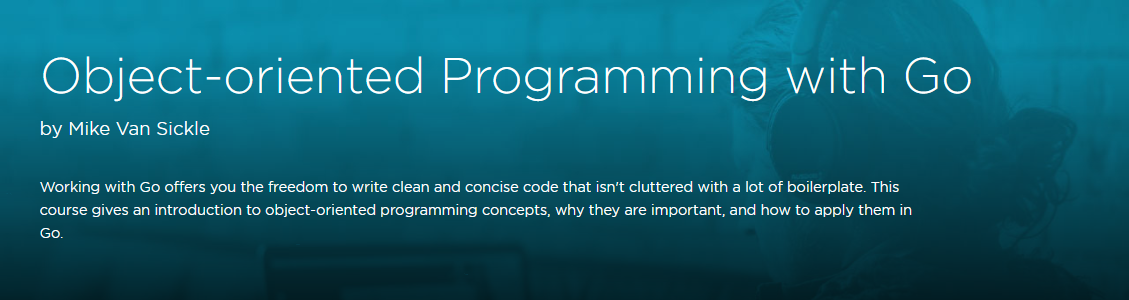 Object-oriented Programming with Go
by Mike Van Sickle
Working with Go offers you the freedom to write clean and concise code that isn't cluttered with a lot of boilerplate. This
course gives an introduction to object-oriented programming concepts, why they are important, and how to apply them in
Go.